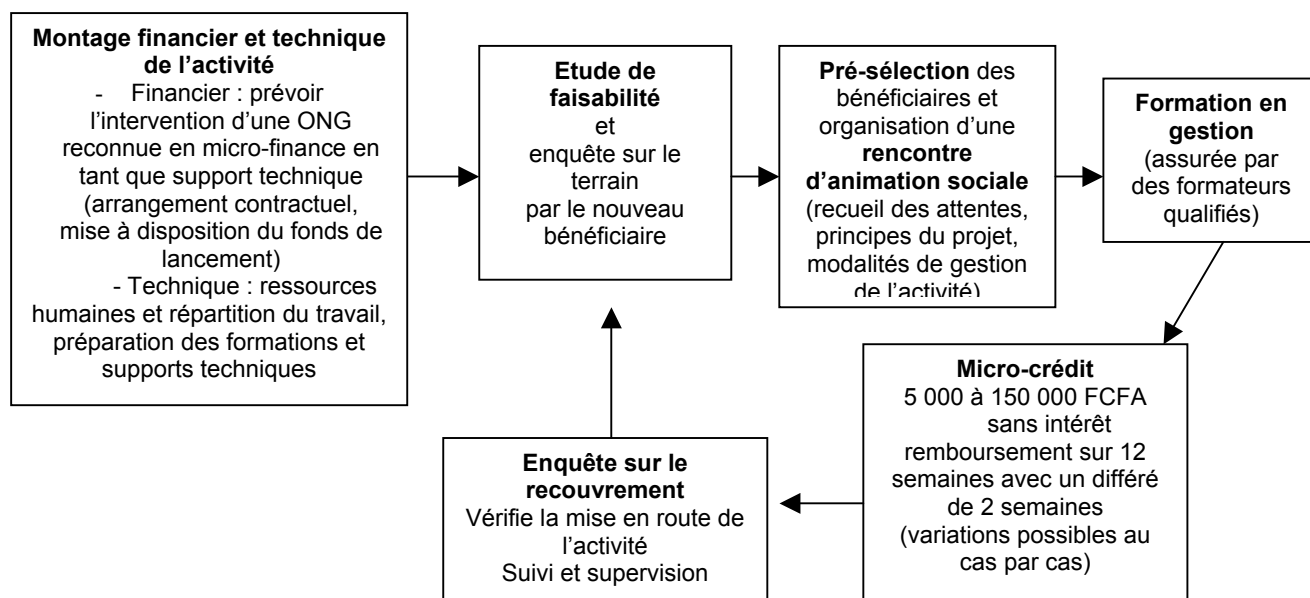 Montage financier et technique
de l’activité
- Financier : prévoir
l’intervention d’une ONG
reconnue en micro-finance en
tant que support technique
(arrangement contractuel,
mise à disposition du fonds de
lancement)
- Technique : ressources
humaines et répartition du travail,
préparation des formations et
supports techniques
Etude de
faisabilité
et
enquête sur le
terrain
par le nouveau
bénéficiaire
Pré-sélection des
bénéficiaires et
organisation d’une
rencontre
d’animation sociale
(recueil des attentes,
principes du projet,
modalités de gestion
de l’activité)
Formation en
gestion
(assurée par
des formateurs
qualifiés)
Micro-crédit
5 000 à 150 000 FCFA
sans intérêt
remboursement sur 12
semaines avec un différé
de 2 semaines
(variations possibles au
cas par cas)
Enquête sur le
recouvrement
Vérifie la mise en route de
l’activité
Suivi et supervision